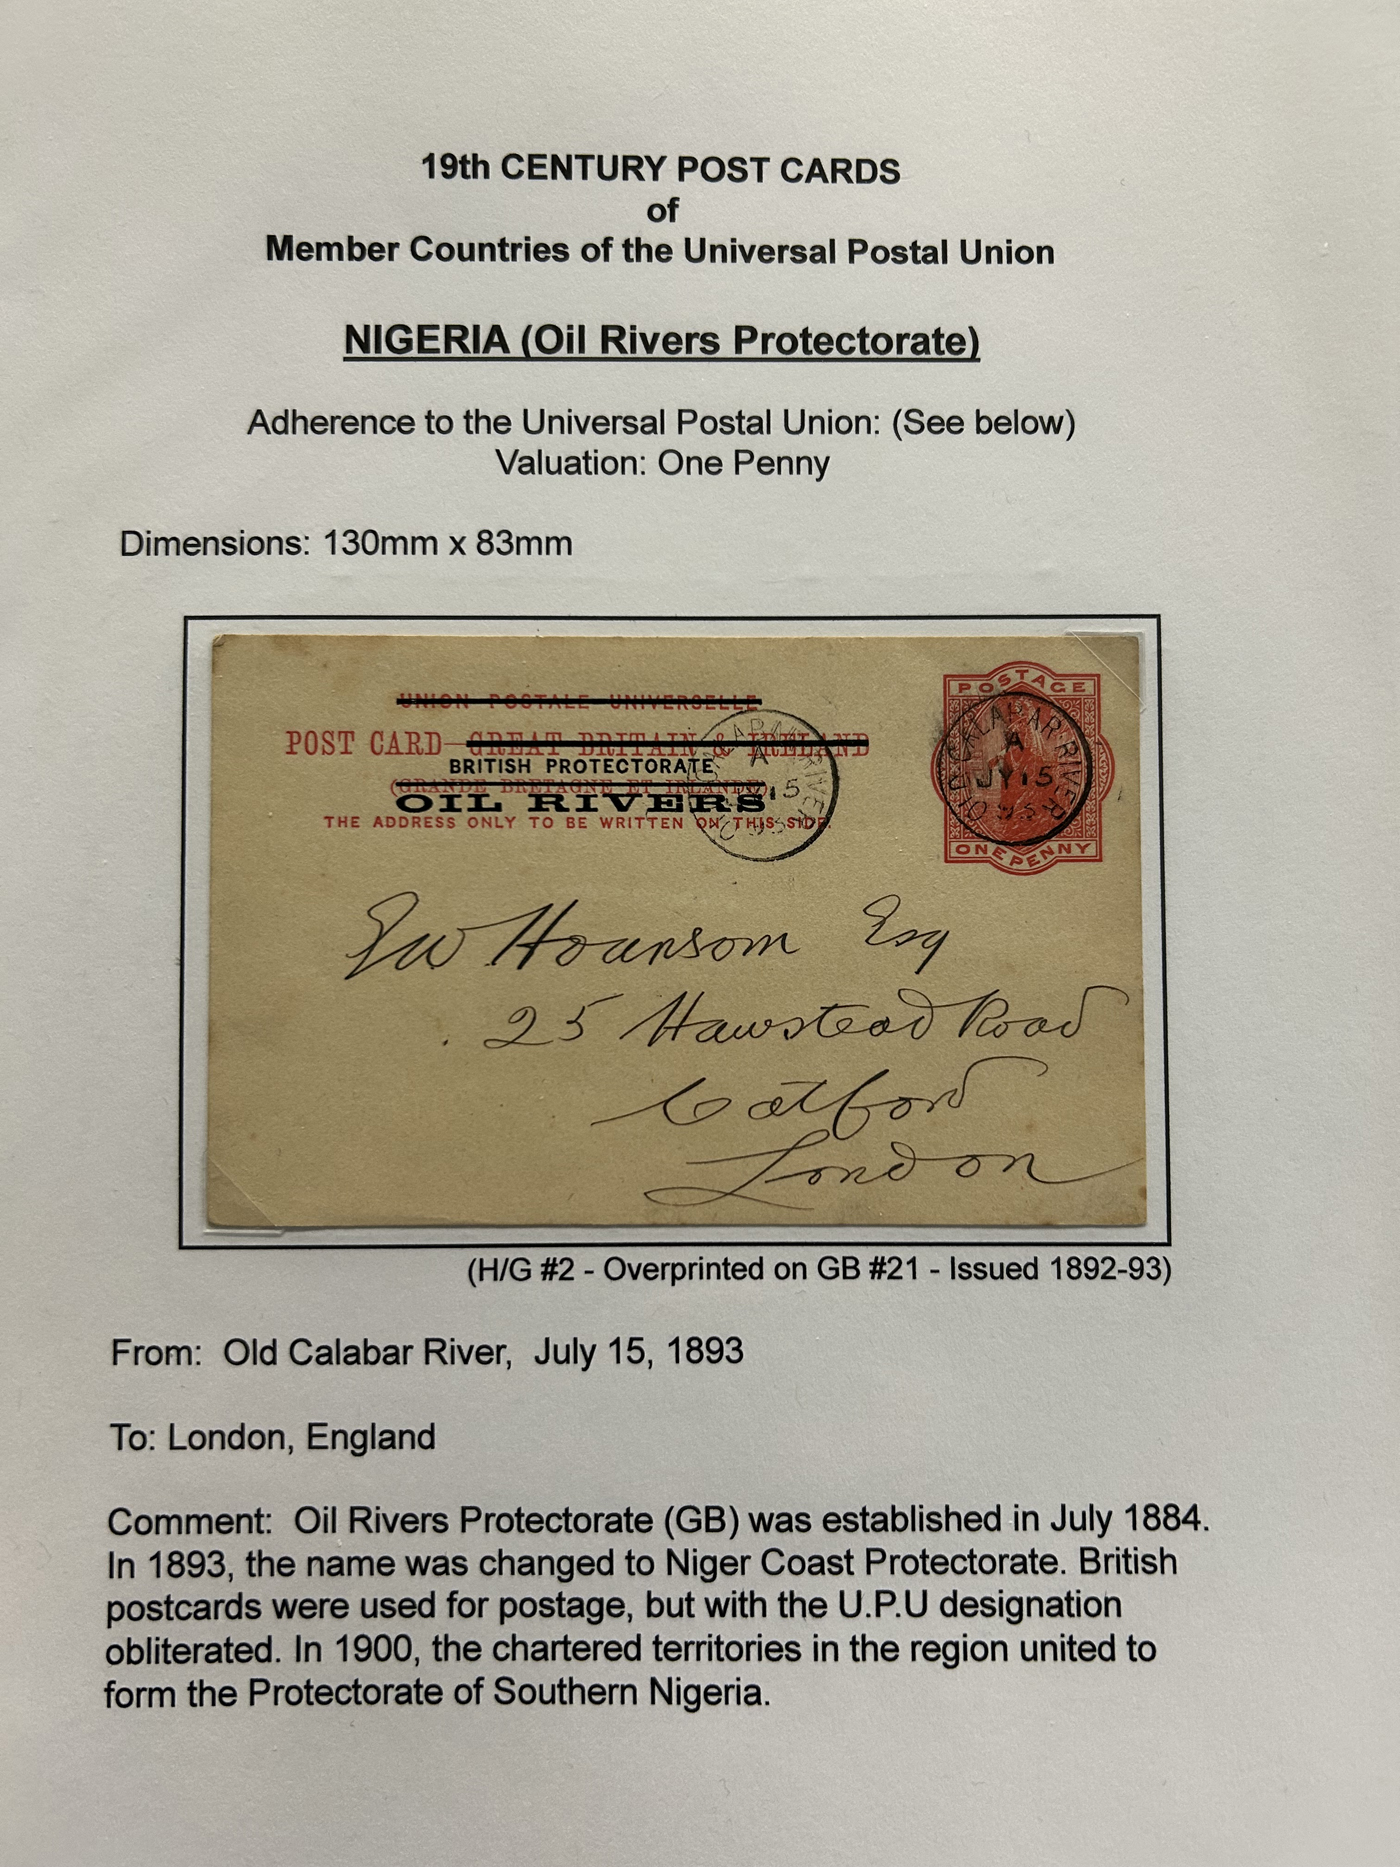 19th CENTURY POST CARDS
of
Member Countries of the Universal Postal Union
NIGERIA (Oil Rivers Protectorate)
Adherence to the Universal Postal Union: (See below)
Valuation: One Penny
Dimensions: 130mm x 83mm
UNION POSTALE UNIVERSELLE
POST CARD—GREAT BRITAIN & IRELAND
BRITISH PROTECTORATE
(GRANDE BRETAGNE ET IRLANDE)
OIL RIVERS
THE ADDRESS ONLY TO BE WRITTEN ON THIS SIDE.
OLD CALABAR RIVER
A
JY 15
93
POSTAGE
ONE PENNY
OLD CALABAR RIVER
A
JY 15
93
EW Hounsom Esq
25 Hawstead Road
Catford
London
(H/G #2 - Overprinted on GB #21 - Issued 1892-93)
From: Old Calabar River, July 15, 1893
To: London, England
Comment: Oil Rivers Protectorate (GB) was established in July 1884.
In 1893, the name was changed to Niger Coast Protectorate. British
postcards were used for postage, but with the U.P.U designation
obliterated. In 1900, the chartered territories in the region united to
form the Protectorate of Southern Nigeria.